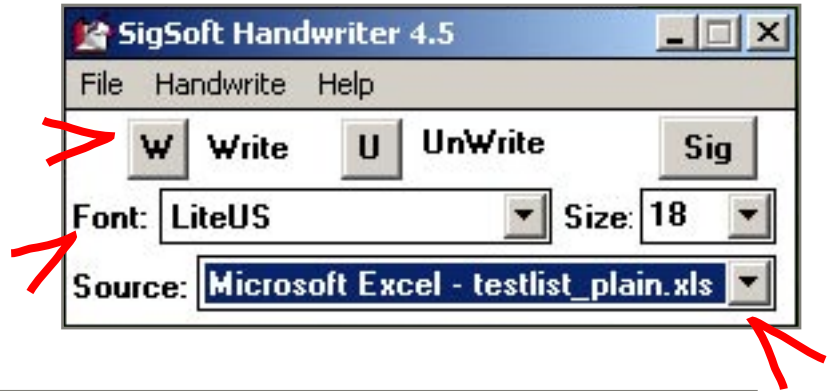 SigSoft Handwriter 4.5
File Handwrite Help
W Write U UnWrite Sig
Font: LiteUS Size: 18
Source: Microsoft Excel - testlist_plain.xls